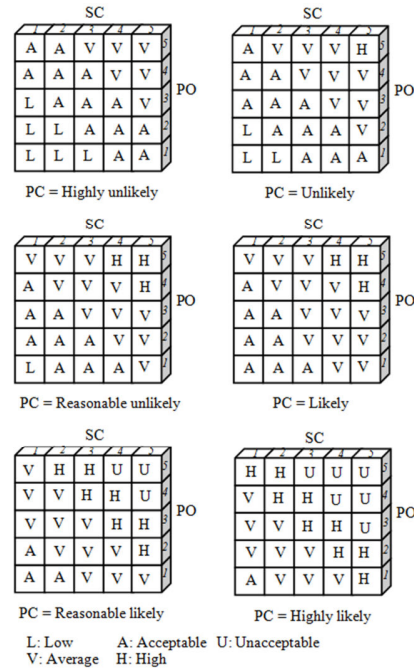 SC SC
1 2 3 4 5 1 2 3 4 5
A A V V V 5 A V V V H 5
A A A V V 4 A A V V V 4
L A A A V 3 PO A A A V V 3 PO
L L A A A 2 L A A A V 2
L L L A A 1 L L A A A 1
PC = Highly unlikely PC = Unlikely
SC SC
1 2 3 4 5 1 2 3 4 5
V V V H H 5 V V V H H 5
A V V V H 4 A V V V H 4
A A V V V 3 PO A A V V V 3 PO
A A A V V 2 A A V V V 2
L A A A V 1 A A A V V 1
PC = Reasonable unlikely PC = Likely
SC SC
1 2 3 4 5 1 2 3 4 5
V H H U U 5 H H U U U 5
V V H H U 4 V H H U U 4
V V V H H 3 PO V V H H U 3 PO
A V V V H 2 V V V H H 2
A A V V V 1 A V V V H 1
PC = Reasonable likely PC = Highly likely
L: Low A: Acceptable U: Unacceptable
V: Average H: High